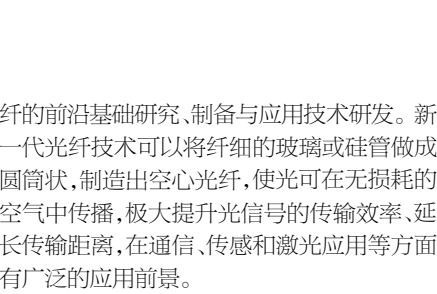 纤的前沿基础研究、制备与应用技术研发。新
一代光纤技术可以将纤细的玻璃或硅管做成
圆筒状,制造出空心光纤,使光可在无损耗的
空气中传播,极大提升光信号的传输效率、延
长传输距离,在通信、传感和激光应用等方面
有广泛的应用前景。